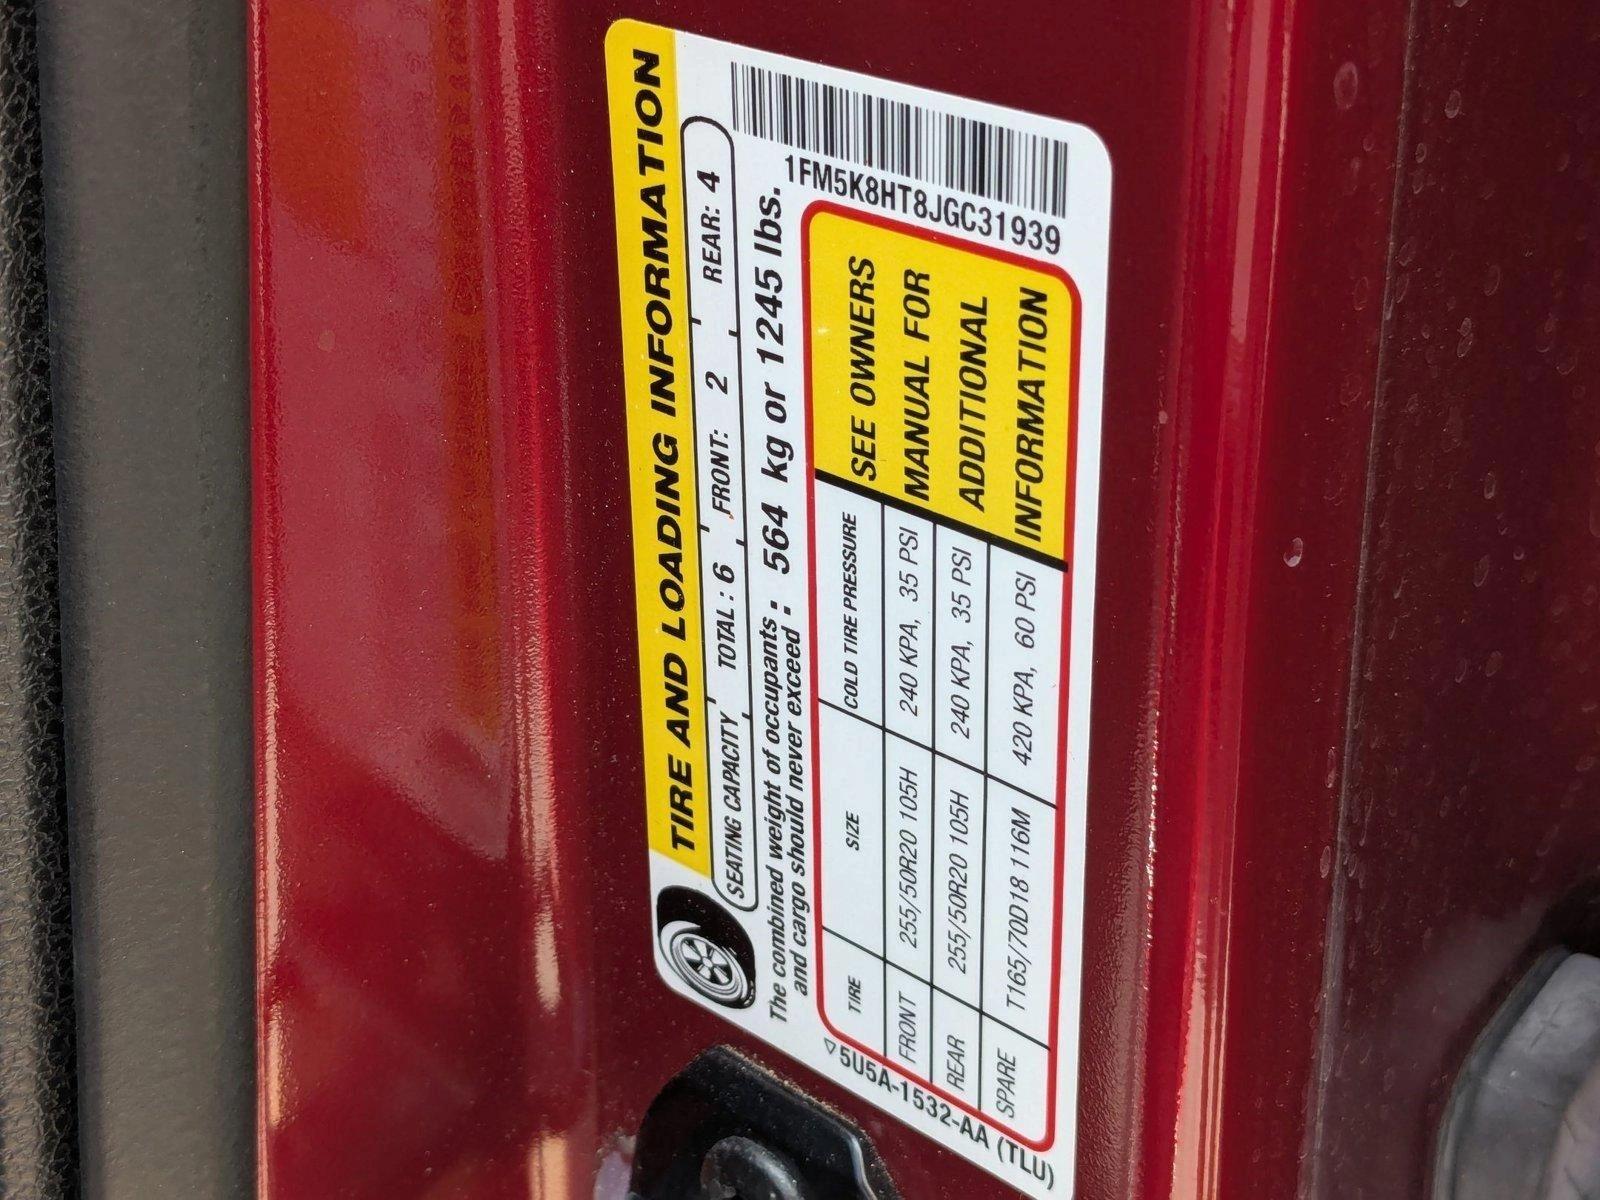 TIRE AND LOADING INFORMATION
SEATING CAPACITY TOTAL : 6 FRONT: 2 REAR: 4
The combined weight of occupants
and cargo should never exceed : 564 kg or 1245 lbs.
1FM5K8HT8JGC31939
TIRE SIZE COLD TIRE PRESSURE
FRONT 255/50R20 105H 240 KPA, 35 PSI
REAR 255/50R20 105H 240 KPA, 35 PSI
SPARE T165/70D18 116M 420 KPA, 60 PSI
SEE OWNERS
MANUAL FOR
ADDITIONAL
INFORMATION
▽5U5A-1532-AA (TLU)